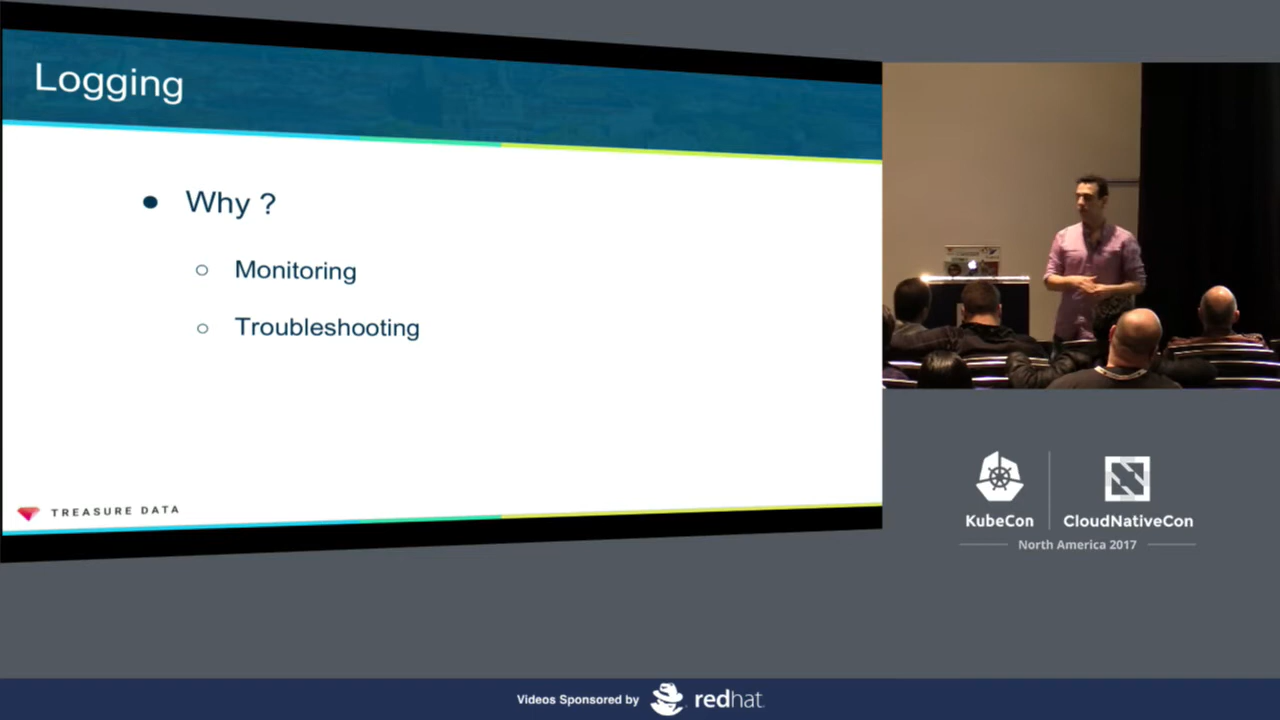 Logging
● Why ?
○ Monitoring
○ Troubleshooting
TREASURE DATA
KubeCon
CloudNativeCon
North America 2017
Videos Sponsored by redhat.